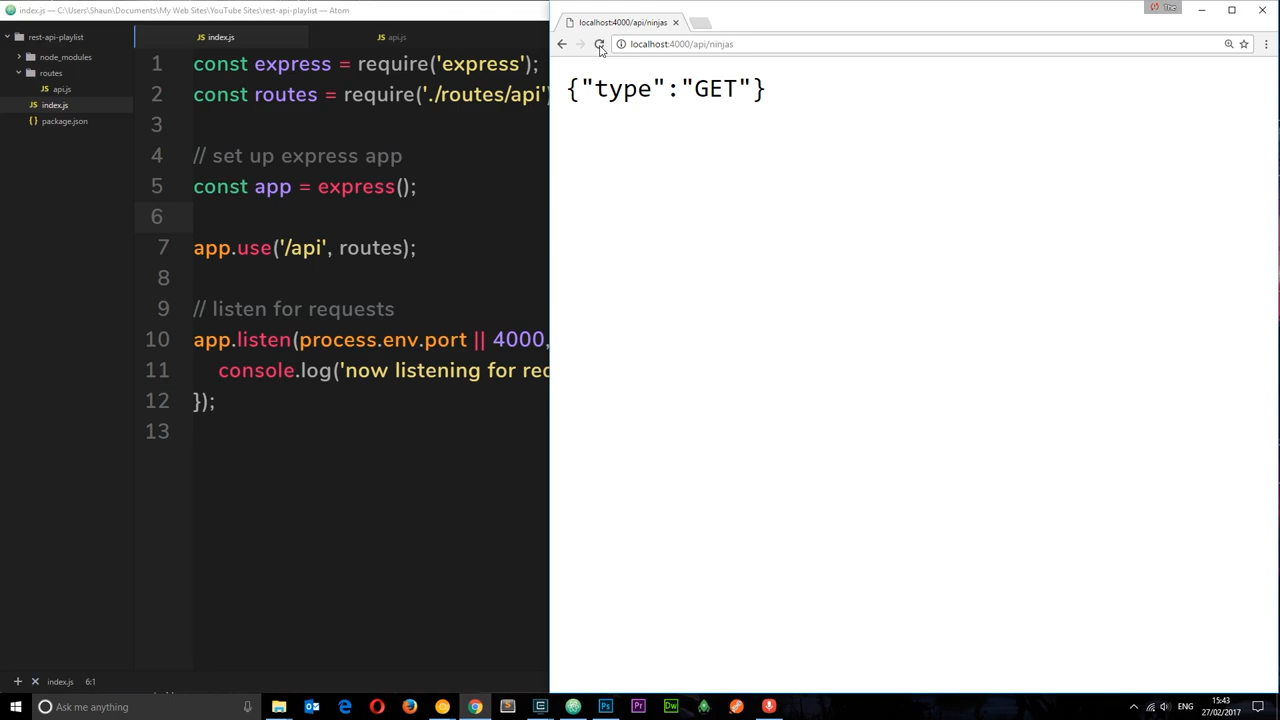 index.js — C:\Users\Shaun\Documents\My Web Sites\YouTube Sites\rest-api-playlist — Atom
The
rest-api-playlist
node_modules
routes
api.js
index.js
package.json
index.js
api.js
1 const express = require('express');
2 const routes = require('./routes/api')
3
4 // set up express app
5 const app = express();
6
7 app.use('/api', routes);
8
9 // listen for requests
10 app.listen(process.env.port || 4000,
11 console.log('now listening for req
12 });
13
index.js 6:1
localhost:4000/api/ninjas
localhost:4000/api/ninjas
{"type":"GET"}
Ask me anything
ENG
15:43
27/02/2017